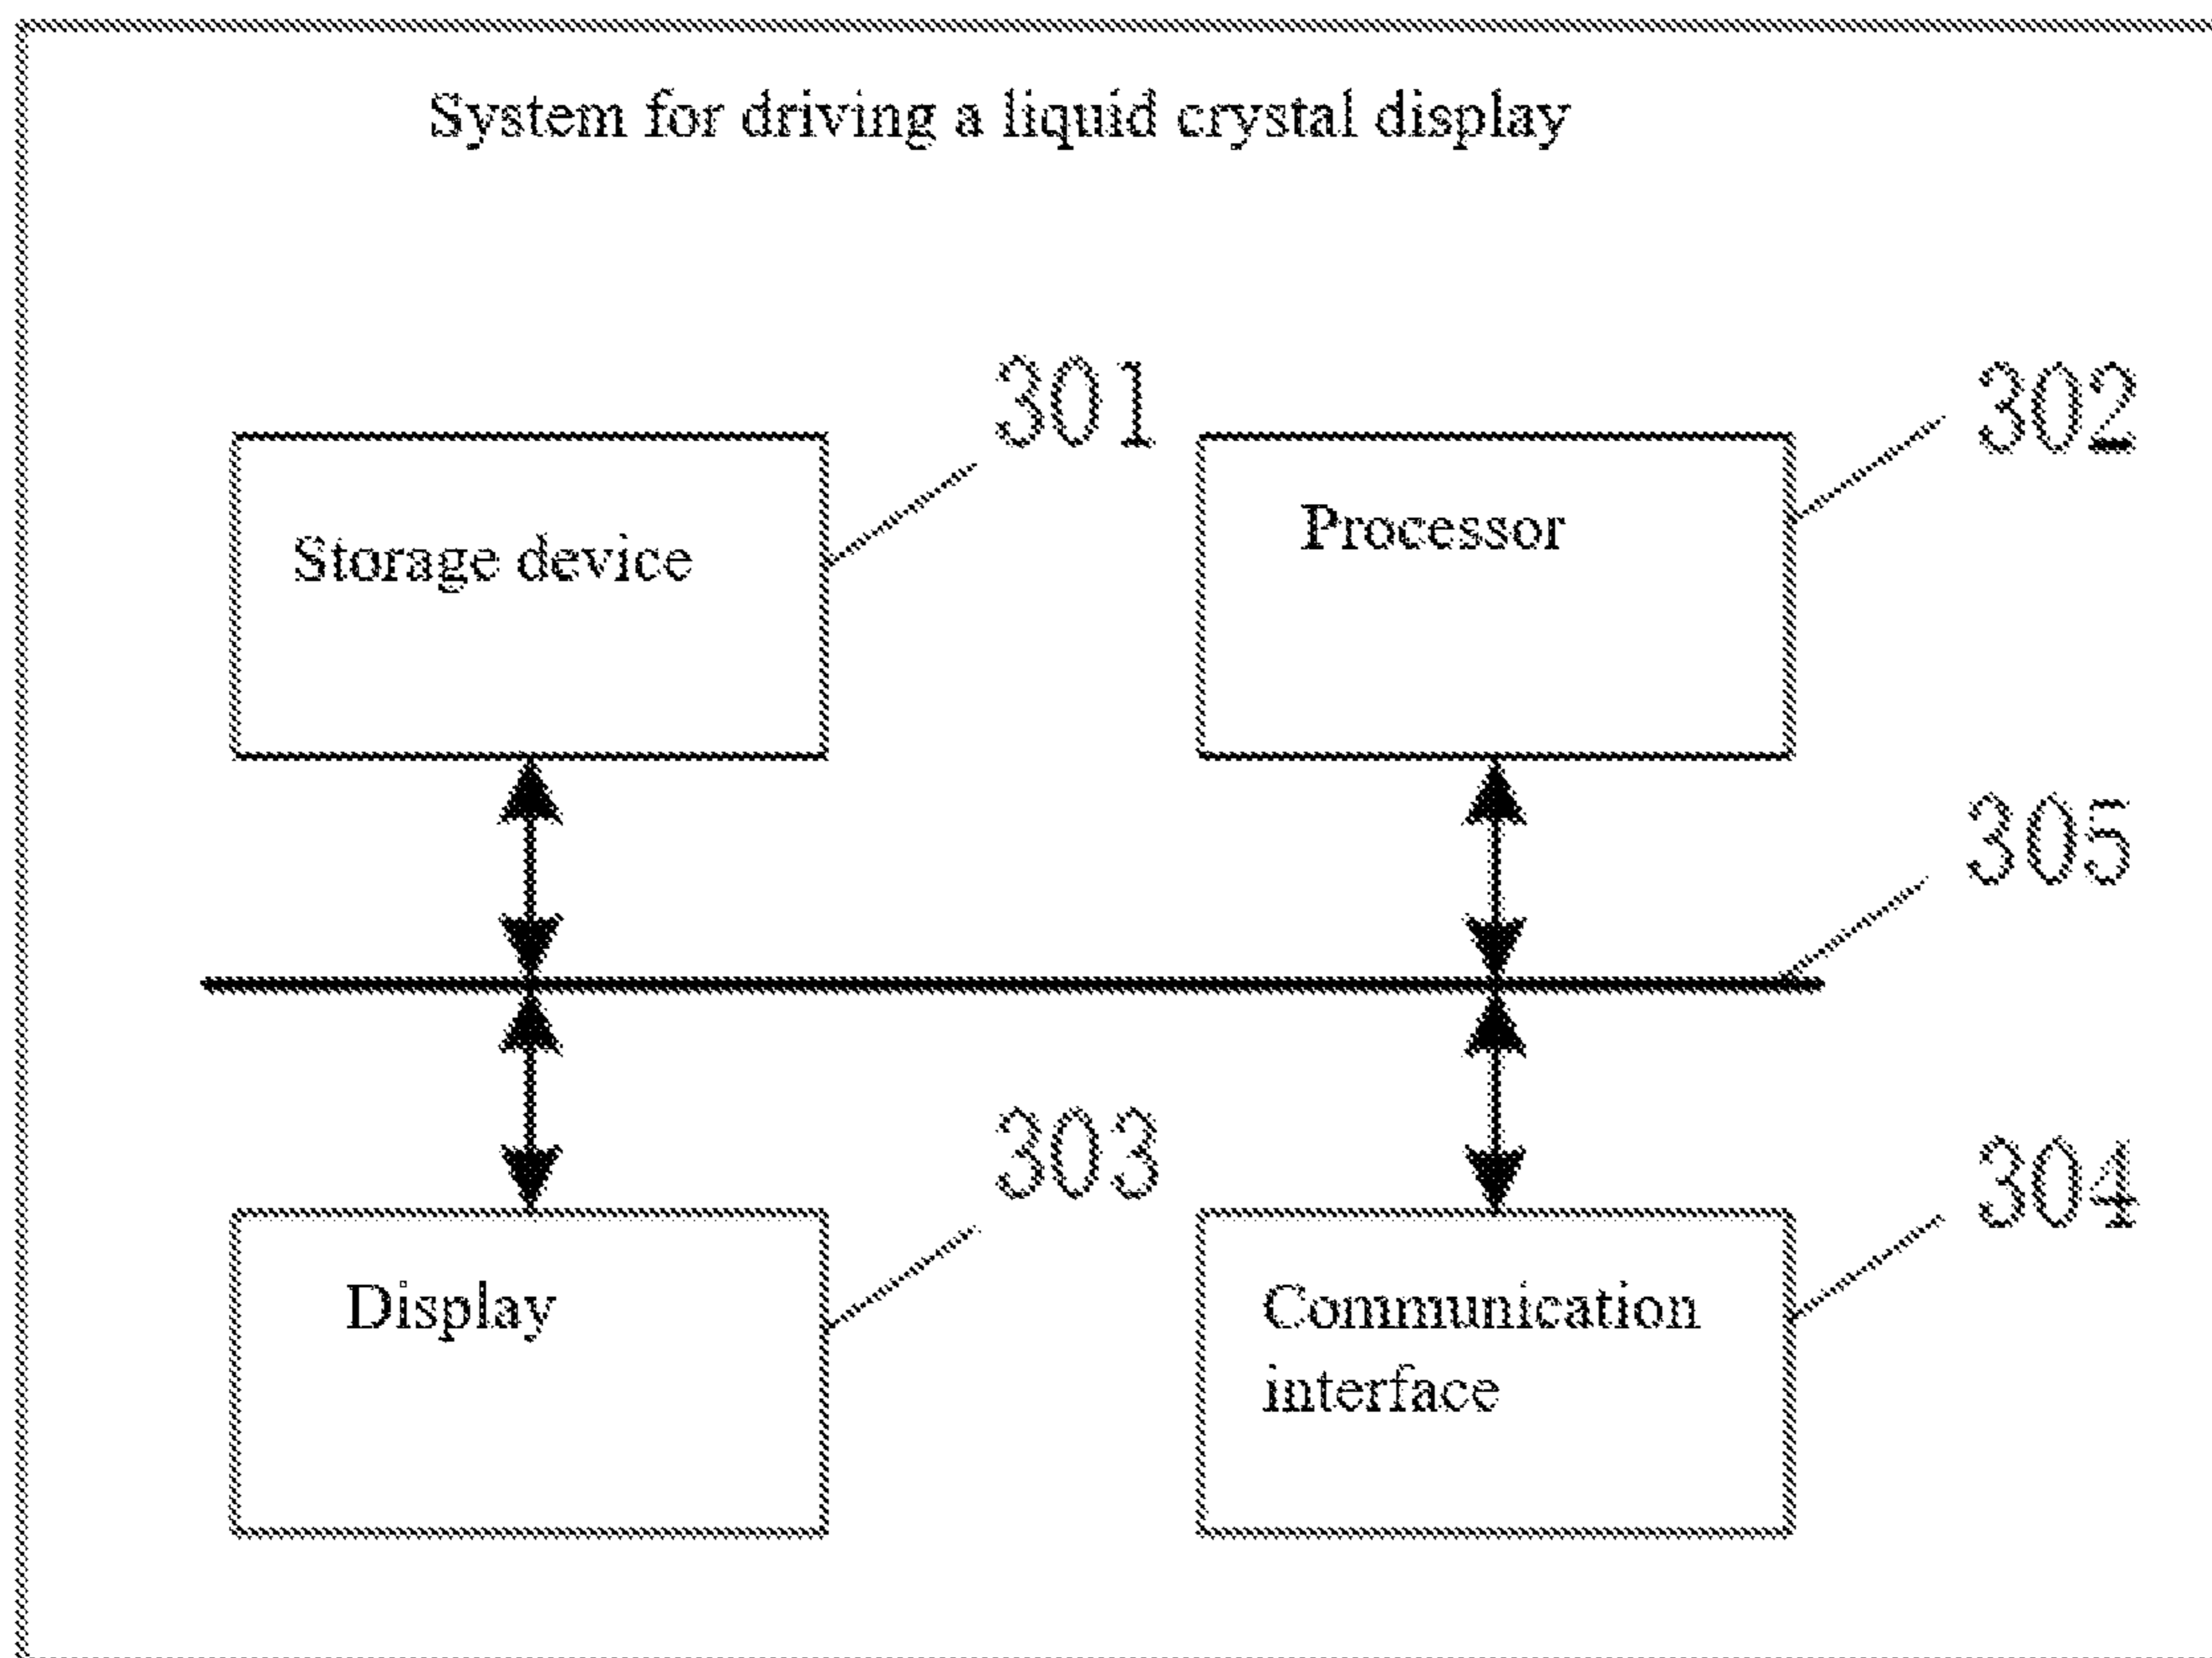 System for driving a liquid crystal display
301
302
Storage device
Processor
305
303
304
Display
Communication
interface